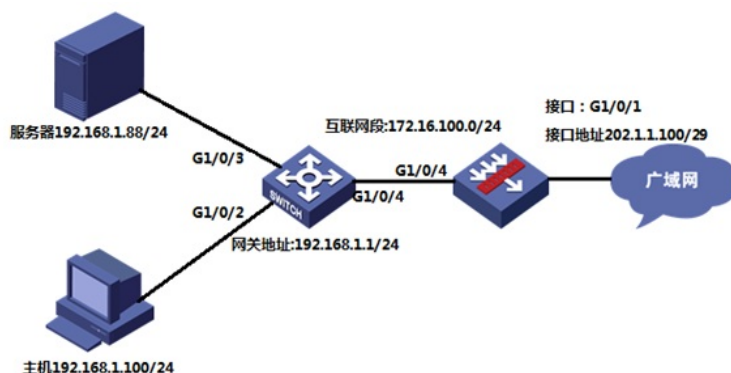 接口：G1/0/1
服务器192.168.1.88/24
互联网段:172.16.100.0/24
接口地址202.1.1.100/29
G1/0/3
G1/0/4
广域网
SWITCH
G1/0/4
G1/0/2
网关地址:192.168.1.1/24
主机192.168.1.100/24